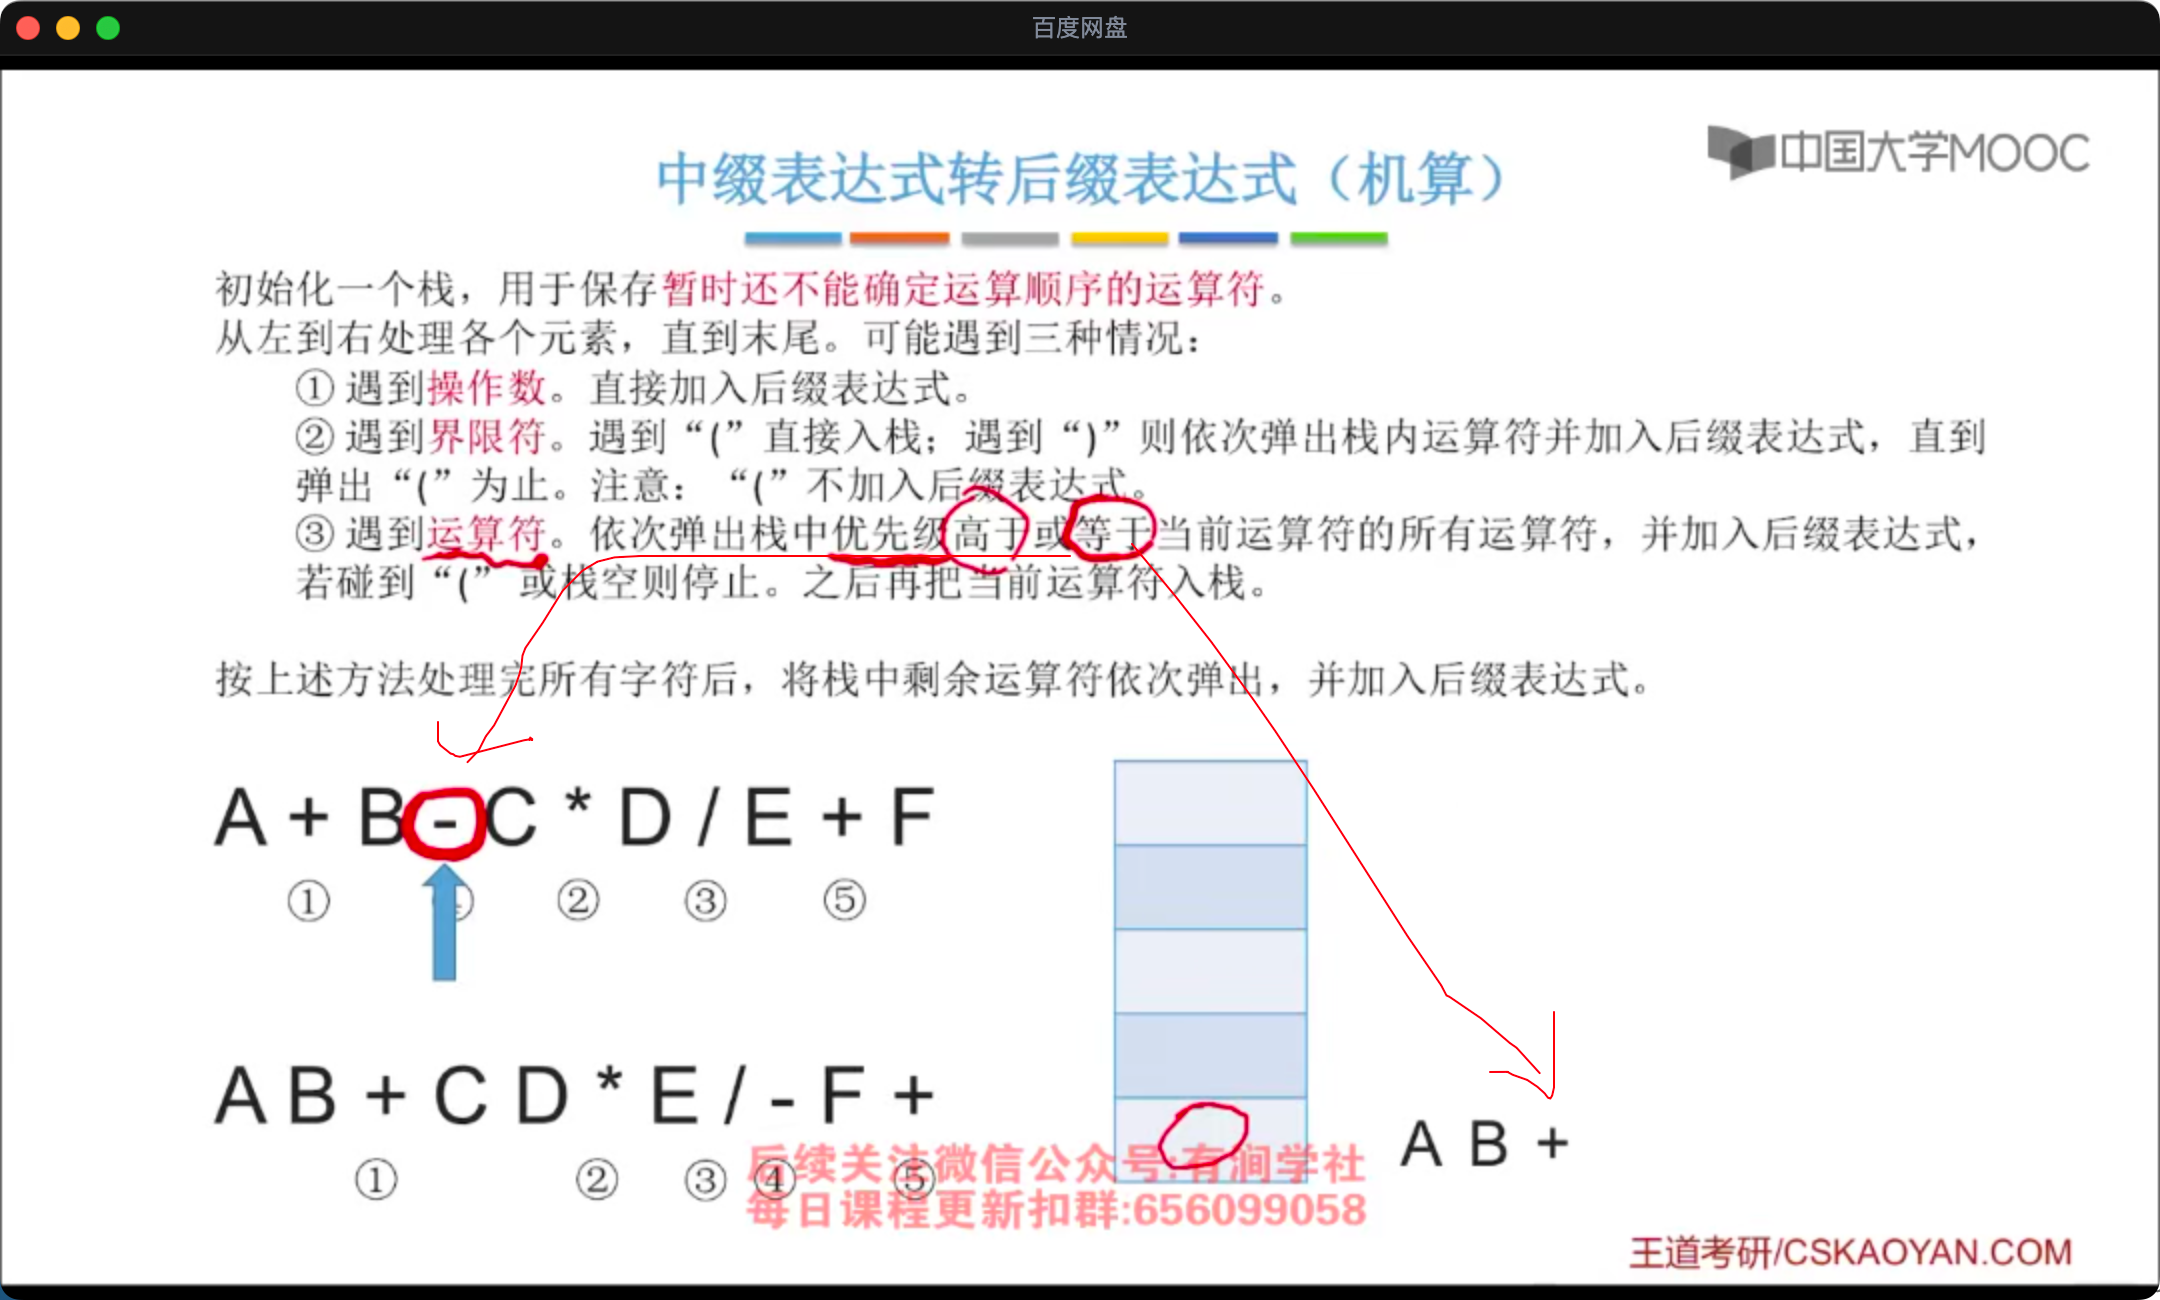 百度网盘
中国大学MOOC
中缀表达式转后缀表达式（机算）
初始化一个栈，用于保存暂时还不能确定运算顺序的运算符。
从左到右处理各个元素，直到末尾。可能遇到三种情况：
① 遇到操作数。直接加入后缀表达式。
② 遇到界限符。遇到“(”直接入栈；遇到“)”则依次弹出栈内运算符并加入后缀表达式，直到
弹出“(”为止。注意：“(”不加入后缀表达式。
③ 遇到运算符。依次弹出栈中优先级高于或等于当前运算符的所有运算符，并加入后缀表达式，
若碰到“(”或栈空则停止。之后再把当前运算符入栈。
按上述方法处理完所有字符后，将栈中剩余运算符依次弹出，并加入后缀表达式。
A + B - C * D / E + F
① ② ③ ⑤
A B + C D * E / - F +
① ② ③ ④ ⑤
A B +
后续关注微信公众号:有涧学社
每日课程更新扣群:656099058
王道考研/CSKAOYAN.COM